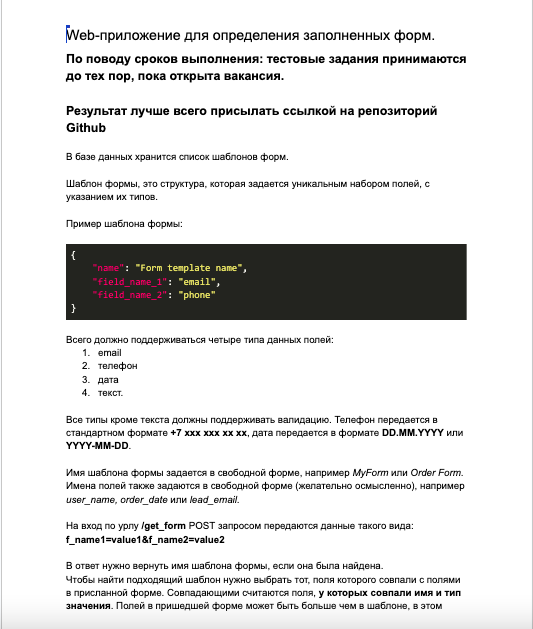 Web-приложение для определения заполненных форм.
По поводу сроков выполнения: тестовые задания принимаются
до тех пор, пока открыта вакансия.
Результат лучше всего присылать ссылкой на репозиторий
Github
В базе данных хранится список шаблонов форм.
Шаблон формы, это структура, которая задается уникальным набором полей, с
указанием их типов.
Пример шаблона формы:
{
"name": "Form template name",
"field_name_1": "email",
"field_name_2": "phone"
}
Всего должно поддерживаться четыре типа данных полей:
1. email
2. телефон
3. дата
4. текст.
Все типы кроме текста должны поддерживать валидацию. Телефон передается в
стандартном формате +7 xxx xxx xx xx, дата передается в формате DD.MM.YYYY или
YYYY-MM-DD.
Имя шаблона формы задается в свободной форме, например MyForm или Order Form.
Имена полей также задаются в свободной форме (желательно осмысленно), например
user_name, order_date или lead_email.
На вход по урлу /get_form POST запросом передаются данные такого вида:
f_name1=value1&f_name2=value2
В ответ нужно вернуть имя шаблона формы, если она была найдена.
Чтобы найти подходящий шаблон нужно выбрать тот, поля которого совпали с полями
в присланной форме. Совпадающими считаются поля, у которых совпали имя и тип
значения. Полей в пришедшей форме может быть больше чем в шаблоне, в этом